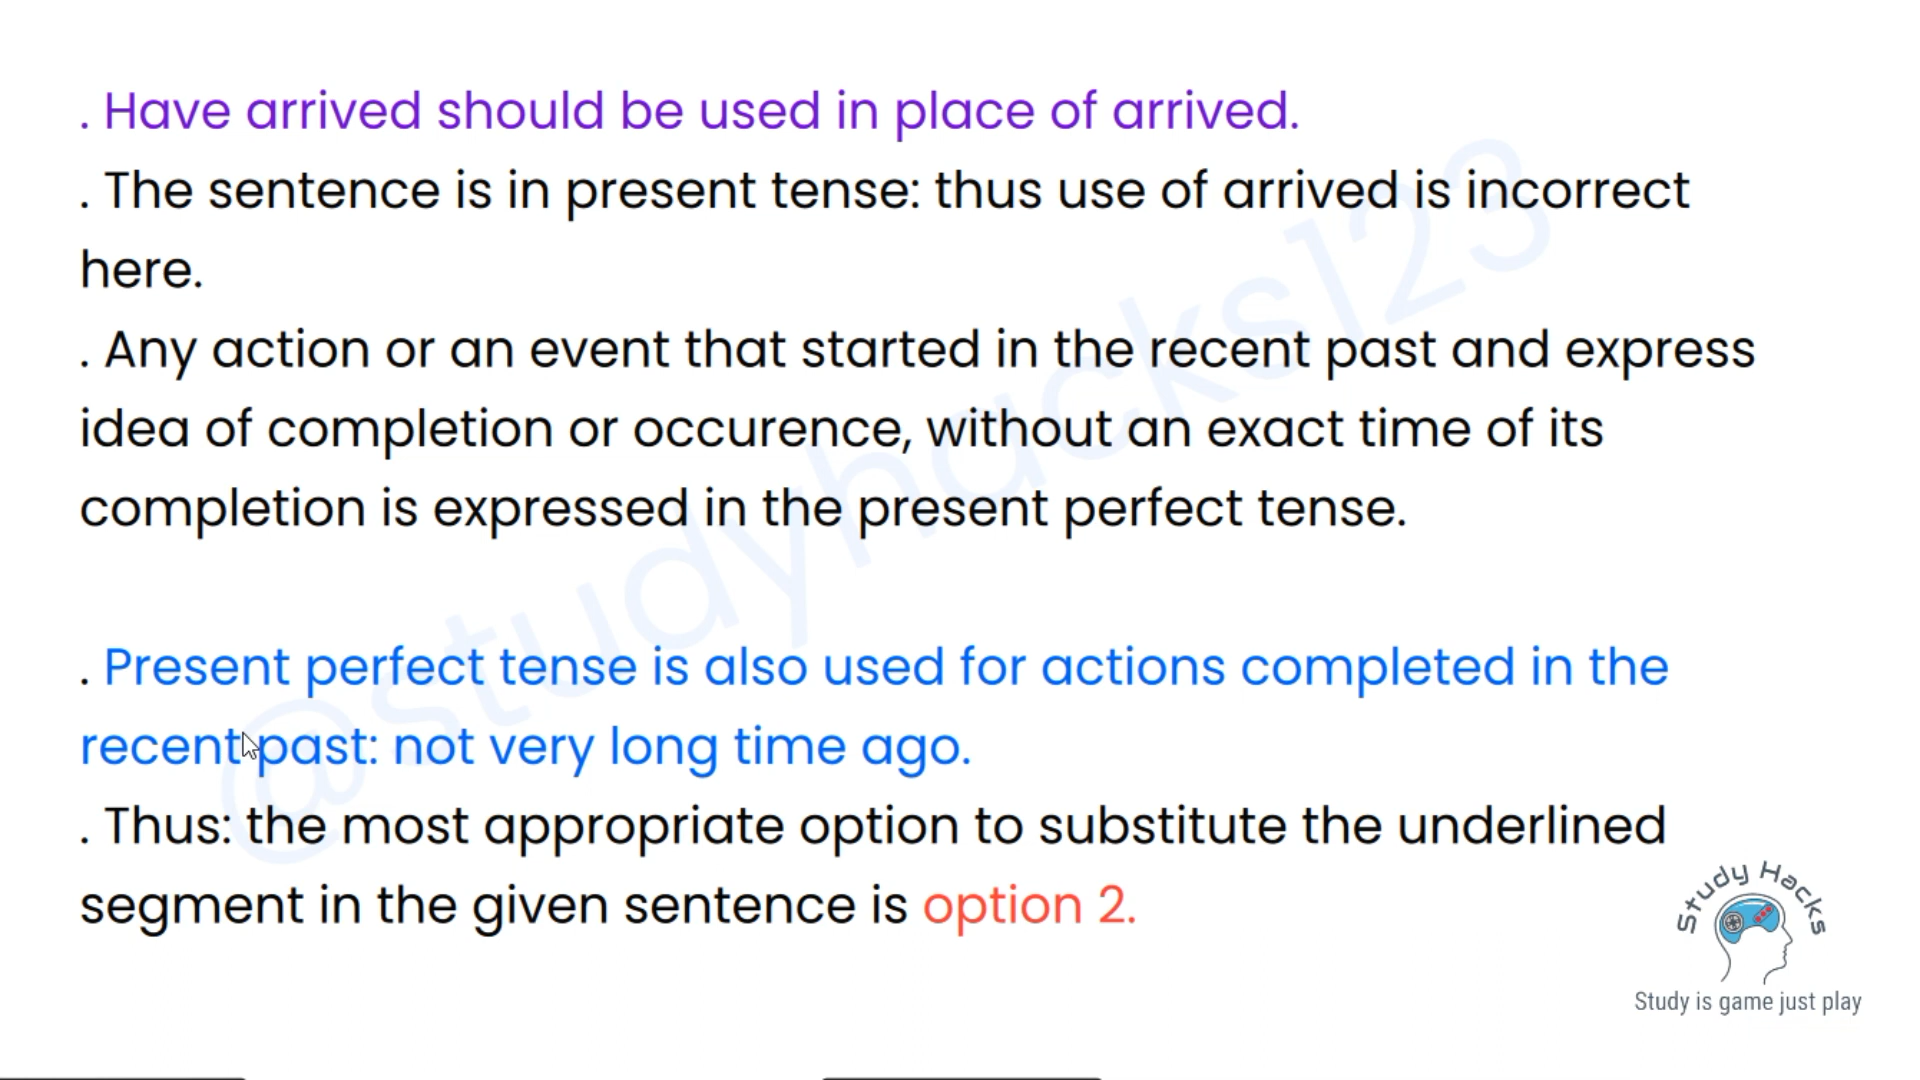 . Have arrived should be used in place of arrived.
. The sentence is in present tense: thus use of arrived is incorrect
here.
. Any action or an event that started in the recent past and express
idea of completion or occurence, without an exact time of its
completion is expressed in the present perfect tense.
. Present perfect tense is also used for actions completed in the
recent past: not very long time ago.
. Thus: the most appropriate option to substitute the underlined
segment in the given sentence is option 2.
@studyhacks123
Study Hacks
Study is game just play